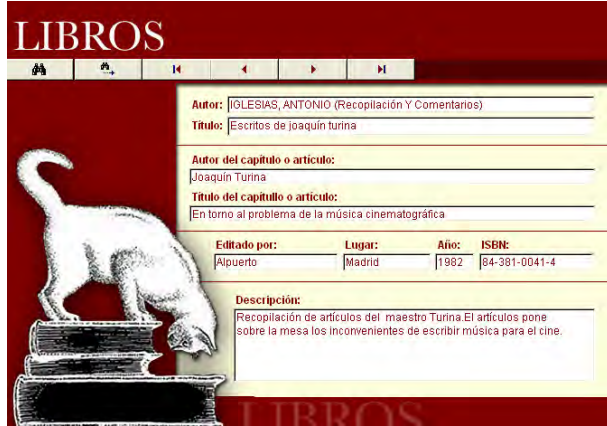 LIBROS
Autor: IGLESIAS, ANTONIO (Recopilación Y Comentarios)
Título: Escritos de joaquín turina
Autor del capítulo o artículo:
Joaquín Turina
Título del capítullo o artículo:
En torno al problema de la música cinematográfica
Editado por: Lugar: Año: ISBN:
Alpuerto Madrid 1982 84-381-0041-4
Descripción:
Recopilación de artículos del maestro Turina.El artículos pone
sobre la mesa los inconvenientes de escribir música para el cine.
LIBROS